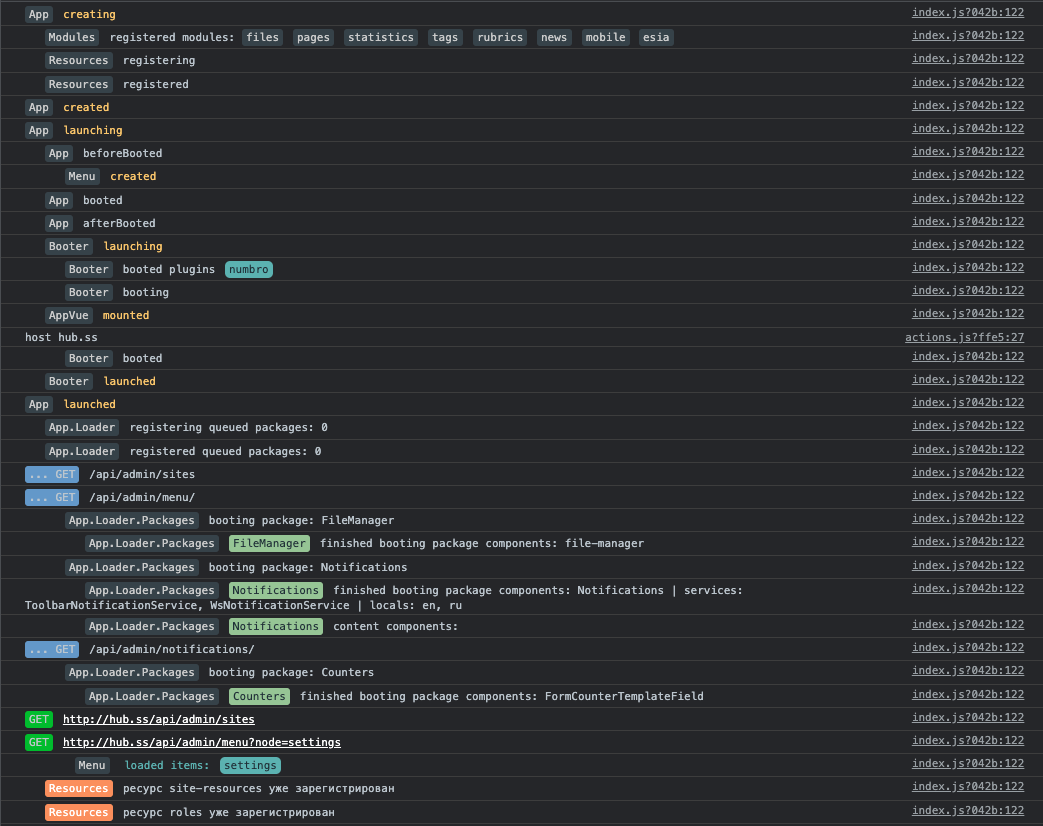 App creating index.js?042b:122
Modules registered modules: files pages statistics tags rubrics news mobile esia index.js?042b:122
Resources registering index.js?042b:122
Resources registered index.js?042b:122
App created index.js?042b:122
App launching index.js?042b:122
App beforeBooted index.js?042b:122
Menu created index.js?042b:122
App booted index.js?042b:122
App afterBooted index.js?042b:122
Booter launching index.js?042b:122
Booter booted plugins numbro index.js?042b:122
Booter booting index.js?042b:122
AppVue mounted index.js?042b:122
host hub.ss actions.js?ffe5:27
Booter booted index.js?042b:122
Booter launched index.js?042b:122
App launched index.js?042b:122
App.Loader registering queued packages: 0 index.js?042b:122
App.Loader registered queued packages: 0 index.js?042b:122
... GET /api/admin/sites index.js?042b:122
... GET /api/admin/menu/ index.js?042b:122
App.Loader.Packages booting package: FileManager index.js?042b:122
App.Loader.Packages FileManager finished booting package components: file-manager index.js?042b:122
App.Loader.Packages booting package: Notifications index.js?042b:122
App.Loader.Packages Notifications finished booting package components: Notifications | services: index.js?042b:122
ToolbarNotificationService, WsNotificationService | locals: en, ru
App.Loader.Packages Notifications content components: index.js?042b:122
... GET /api/admin/notifications/ index.js?042b:122
App.Loader.Packages booting package: Counters index.js?042b:122
App.Loader.Packages Counters finished booting package components: FormCounterTemplateField index.js?042b:122
GET http://hub.ss/api/admin/sites index.js?042b:122
GET http://hub.ss/api/admin/menu?node=settings index.js?042b:122
Menu loaded items: settings index.js?042b:122
Resources ресурс site-resources уже зарегистрирован index.js?042b:122
Resources ресурс roles уже зарегистрирован index.js?042b:122